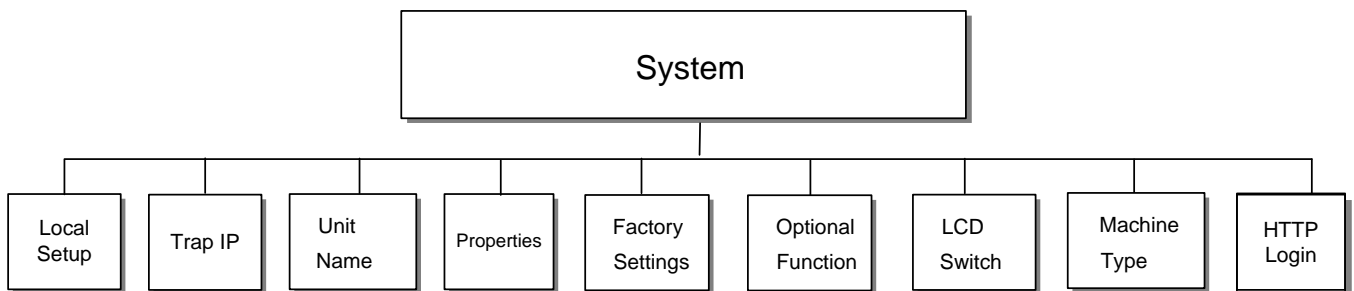 System
Local
Setup
Trap IP
Unit
Name
Properties
Factory
Settings
Optional
Function
LCD
Switch
Machine
Type
HTTP
Login